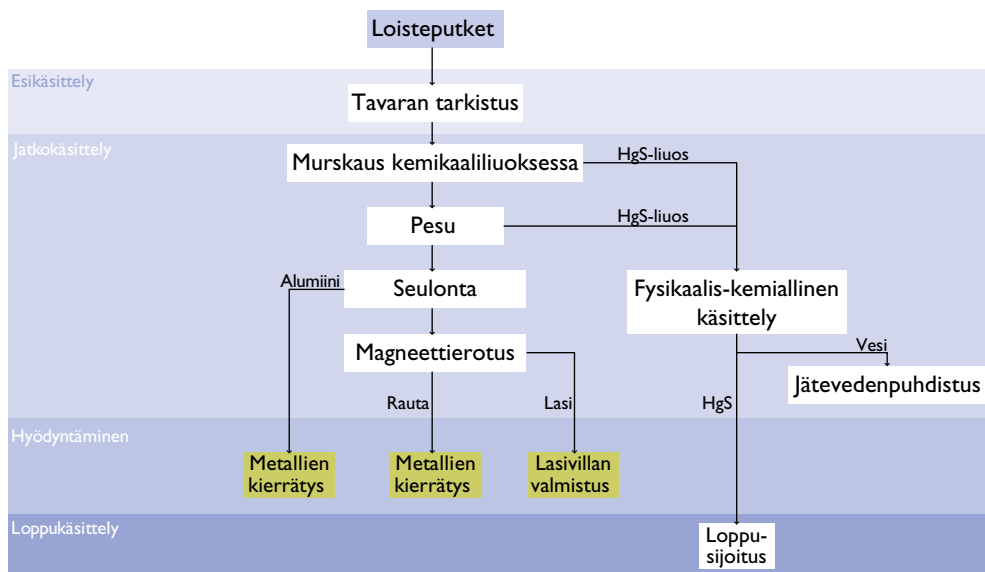 Loisteputket
Esikäsittely
Tavaran tarkistus
Jatkokäsittely
Murskaus kemikaaliliuoksessa
HgS-liuos
Pesu
HgS-liuos
Alumiini
Seulonta
Fysikaalis-kemiallinen
käsittely
Magneettierotus
Vesi
Jätevedenpuhdistus
Rauta
Lasi
HgS
Hyödyntäminen
Metallien
kierrätys
Metallien
kierrätys
Lasivillan
valmistus
Loppukäsittely
Loppu-
sijoitus